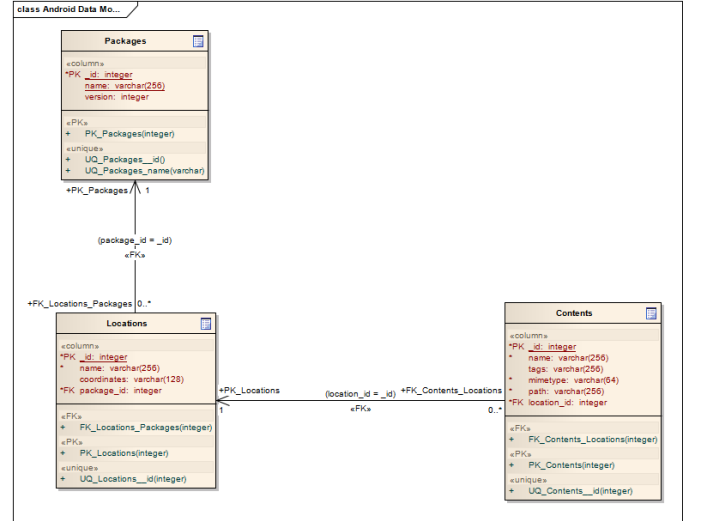 class Android Data Mo...
Packages
«column»
*PK _id: integer
name: varchar(256)
version: integer
«PK»
+ PK_Packages(integer)
«unique»
+ UQ_Packages__id()
+ UQ_Packages_name(varchar)
+PK_Packages 1
(package_id = _id)
«FK»
+FK_Locations_Packages 0..*
Locations
«column»
*PK _id: integer
* name: varchar(256)
coordinates: varchar(128)
*FK package_id: integer
«FK»
+ FK_Locations_Packages(integer)
«PK»
+ PK_Locations(integer)
«unique»
+ UQ_Locations__id(integer)
+PK_Locations
1
(location_id = _id)
«FK»
+FK_Contents_Locations
0..*
Contents
«column»
*PK _id: integer
* name: varchar(256)
tags: varchar(256)
* mimetype: varchar(64)
* path: varchar(256)
*FK location_id: integer
«FK»
+ FK_Contents_Locations(integer)
«PK»
+ PK_Contents(integer)
«unique»
+ UQ_Contents__id(integer)